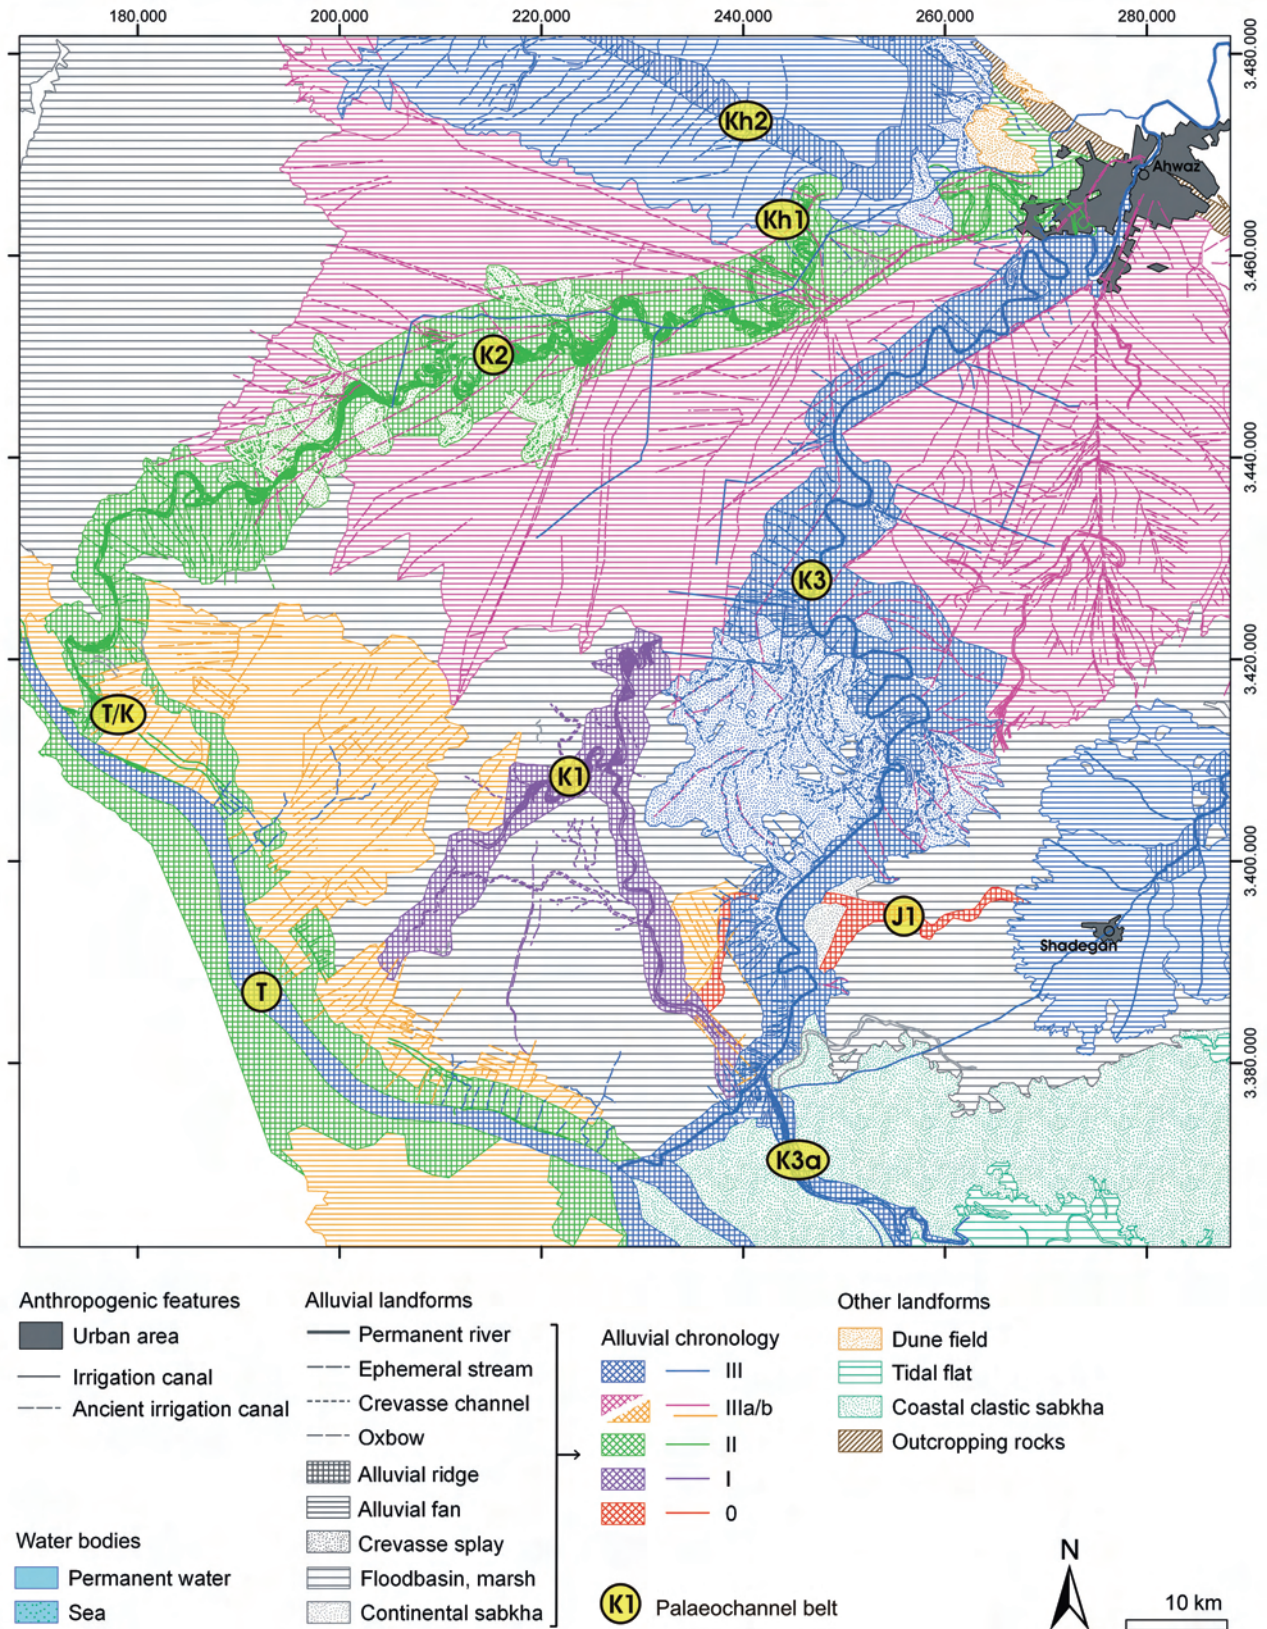 180.000 200.000 220.000 240.000 260.000 280.000
3.480.000
Kh2
Ahwaz
Kh1
3.460.000
K2
3.440.000
K3
3.420.000
T/K
K1
3.400.000
J1
Shadegan
T
3.380.000
K3a
Anthropogenic features
Urban area
Irrigation canal
Ancient irrigation canal
Water bodies
Permanent water
Sea
Alluvial landforms
Permanent river
Ephemeral stream
Crevasse channel
Oxbow
Alluvial ridge
Alluvial fan
Crevasse splay
Floodbasin, marsh
Continental sabkha
Alluvial chronology
III
IIIa/b
II
I
0
K1 Palaeochannel belt
Other landforms
Dune field
Tidal flat
Coastal clastic sabkha
Outcropping rocks
N
10 km